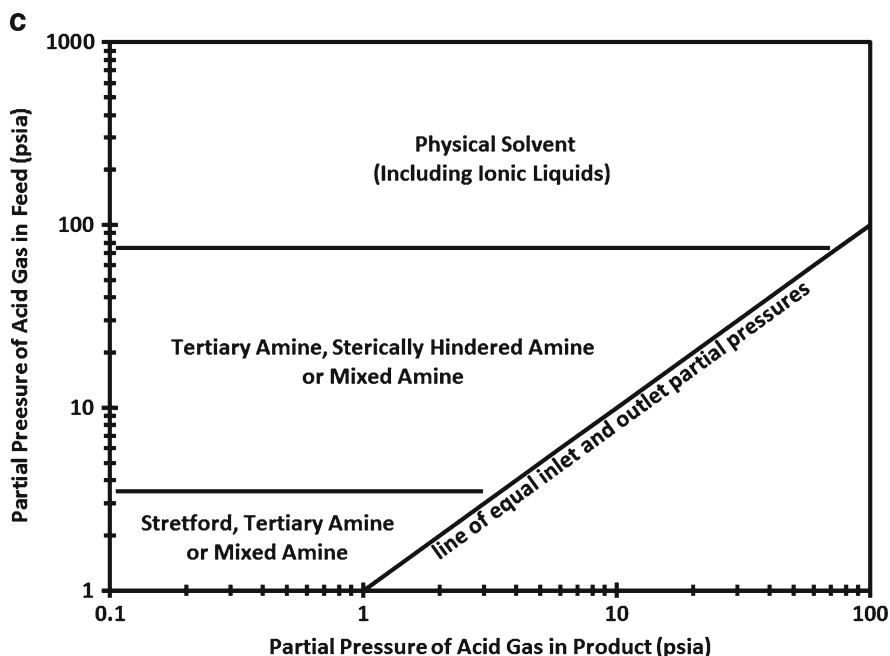 c
1000
Physical Solvent
(Including Ionic Liquids)
100
Tertiary Amine, Sterically Hindered Amine
or Mixed Amine
line of equal inlet and outlet partial pressures
10
Stretford, Tertiary Amine
or Mixed Amine
1
0.1 1 10 100
Partial Pressure of Acid Gas in Product (psia)
Partial Preesure of Acid Gas in Feed (psia)